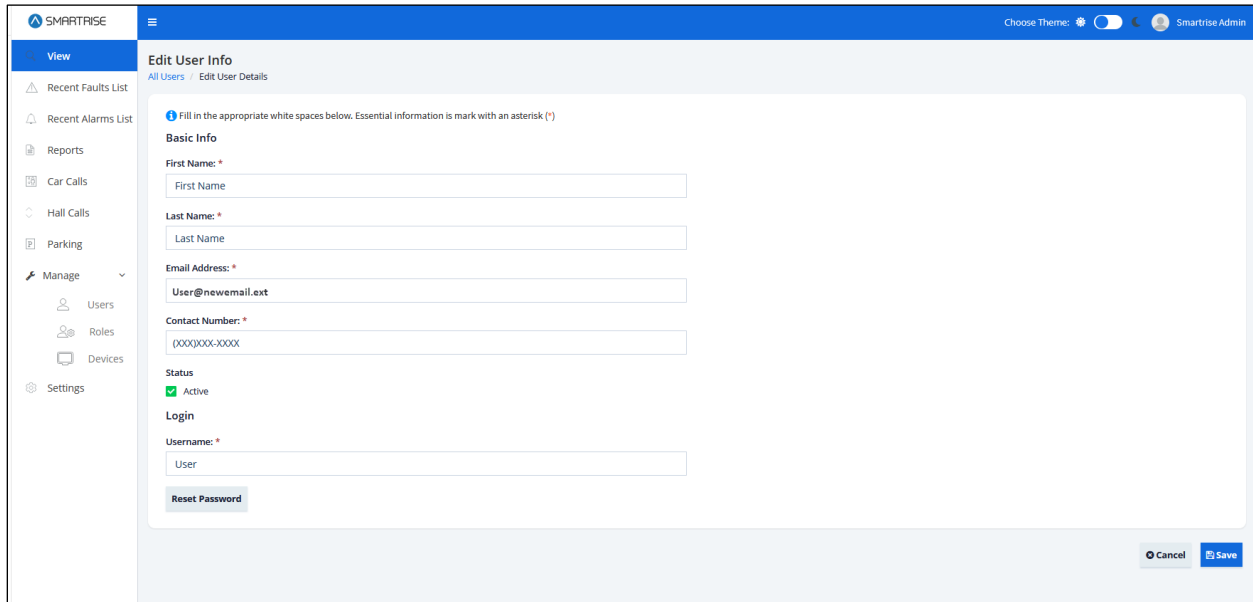 SMARTRISE
Choose Theme:
Smartrise Admin
View
Recent Faults List
Recent Alarms List
Reports
Car Calls
Hall Calls
Parking
Manage
Users
Roles
Devices
Settings
Edit User Info
All Users / Edit User Details
Fill in the appropriate white spaces below. Essential information is mark with an asterisk (*)
Basic Info
First Name: *
First Name
Last Name: *
Last Name
Email Address: *
User@newemail.ext
Contact Number: *
(XXX)XXX-XXXX
Status
Active
Login
Username: *
User
Reset Password
Cancel
Save